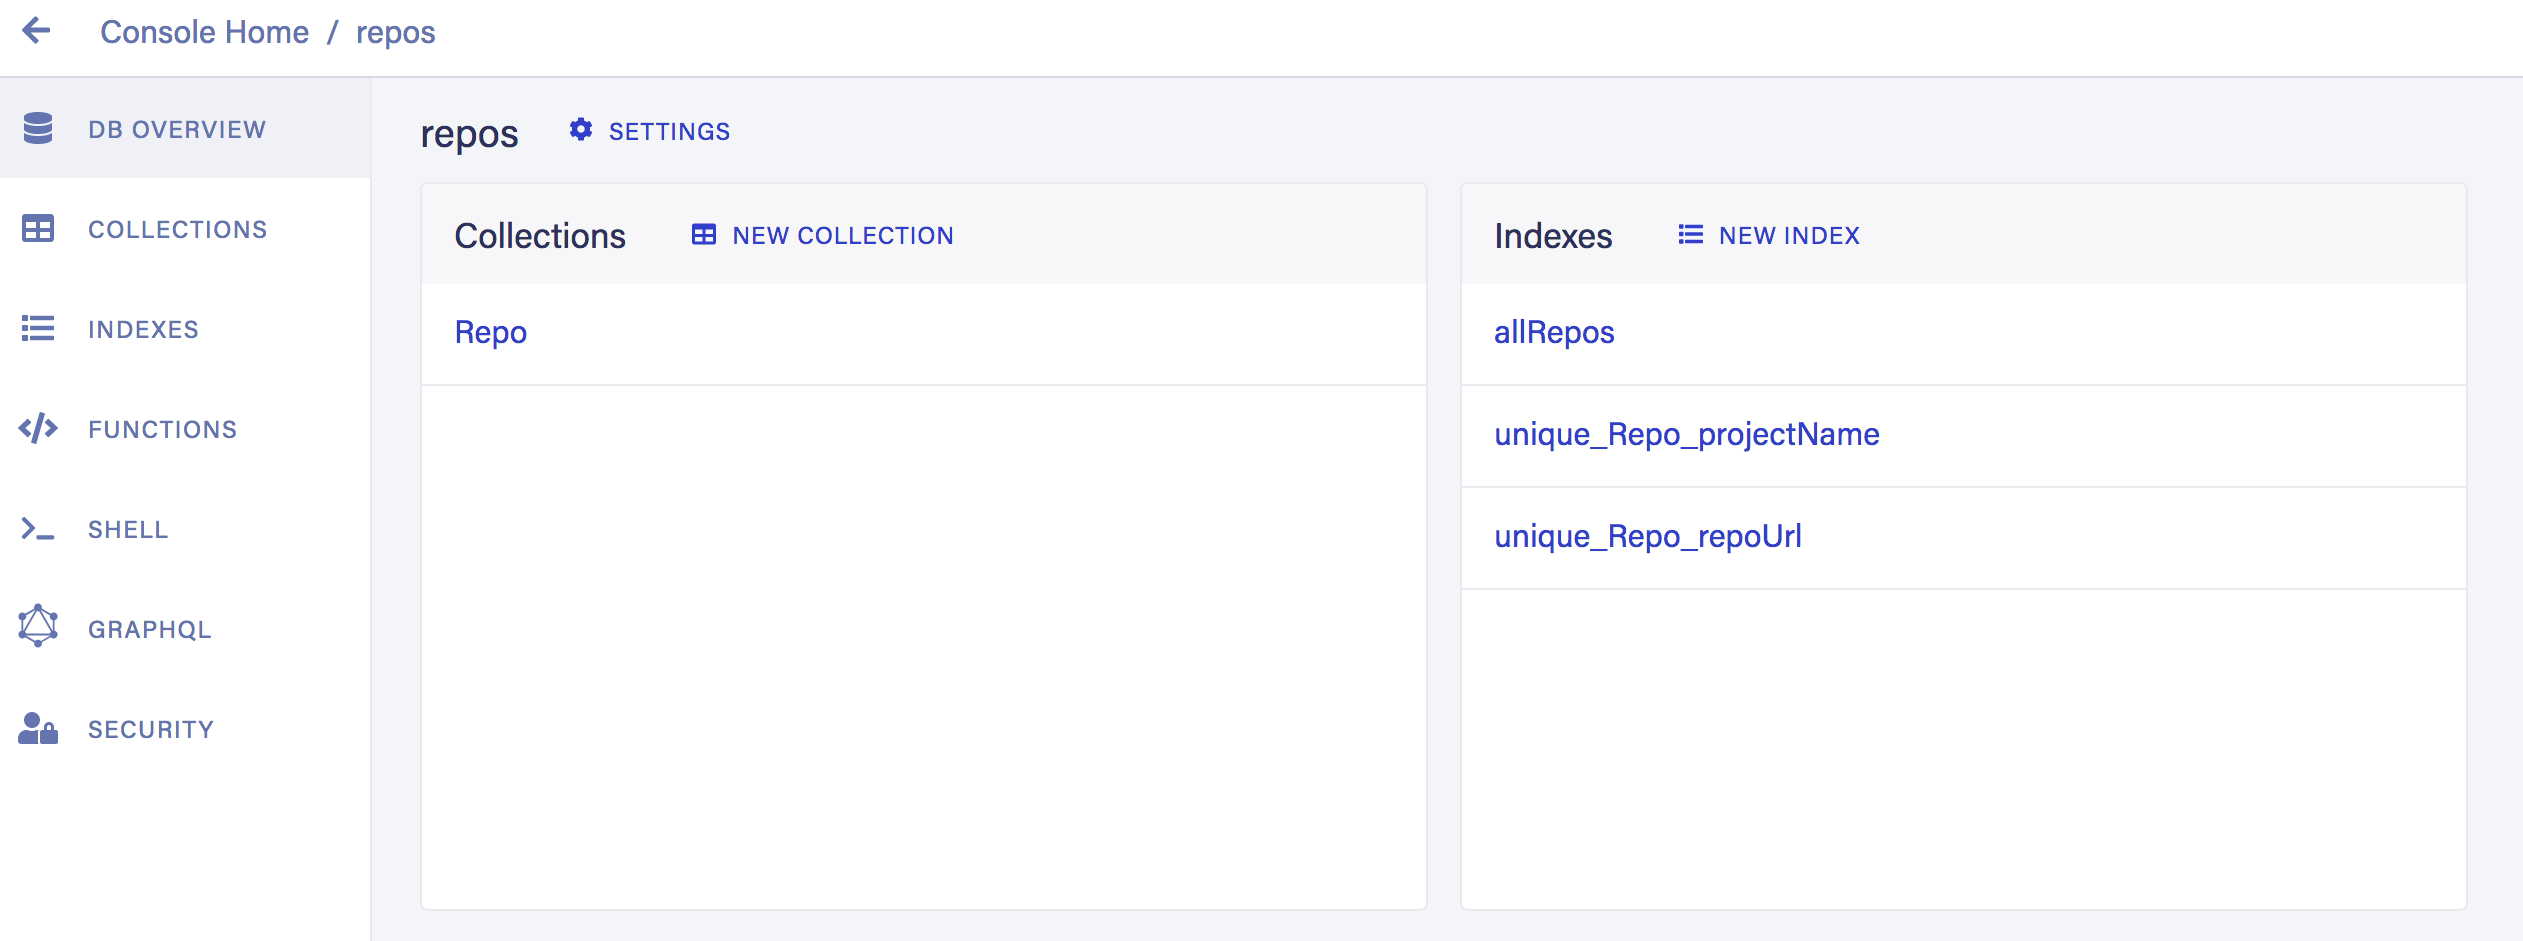 Console Home / repos
DB OVERVIEW
COLLECTIONS
INDEXES
FUNCTIONS
SHELL
GRAPHQL
SECURITY
repos SETTINGS
Collections NEW COLLECTION
Repo
Indexes NEW INDEX
allRepos
unique_Repo_projectName
unique_Repo_repoUrl